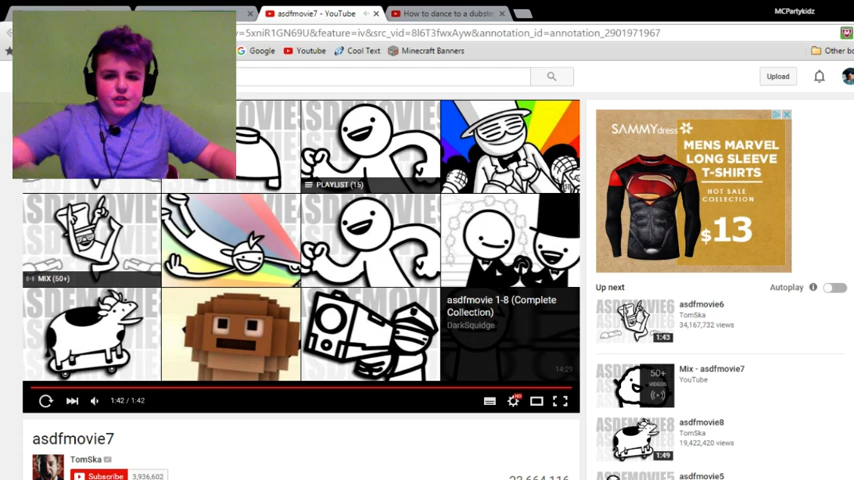 asdfmovie7 - YouTube
How to dance to a dubste
MCPartykidz
=5xniR1GN69U&feature=iv&src_vid=8I6T3fwxAyw&annotation_id=annotation_2901971967
Google
Youtube
Cool Text
Minecraft Banners
Other bo
Upload
PLAYLIST (15)
MIX (50+)
asdfmovie 1-8 (Complete
Collection)
DarkSquidge
14:29
1:42 / 1:42
HD
asdfmovie7
TomSka
Subscribe
3,936,602
SAMMYdress
MENS MARVEL
LONG SLEEVE
T-SHIRTS
HOT SALE
COLLECTION
$13
Up next
Autoplay
asdfmovie6
TomSka
34,167,732 views
1:43
50+
VIDEOS
Mix - asdfmovie7
YouTube
asdfmovie8
TomSka
19,422,420 views
1:49
asdfmovie5